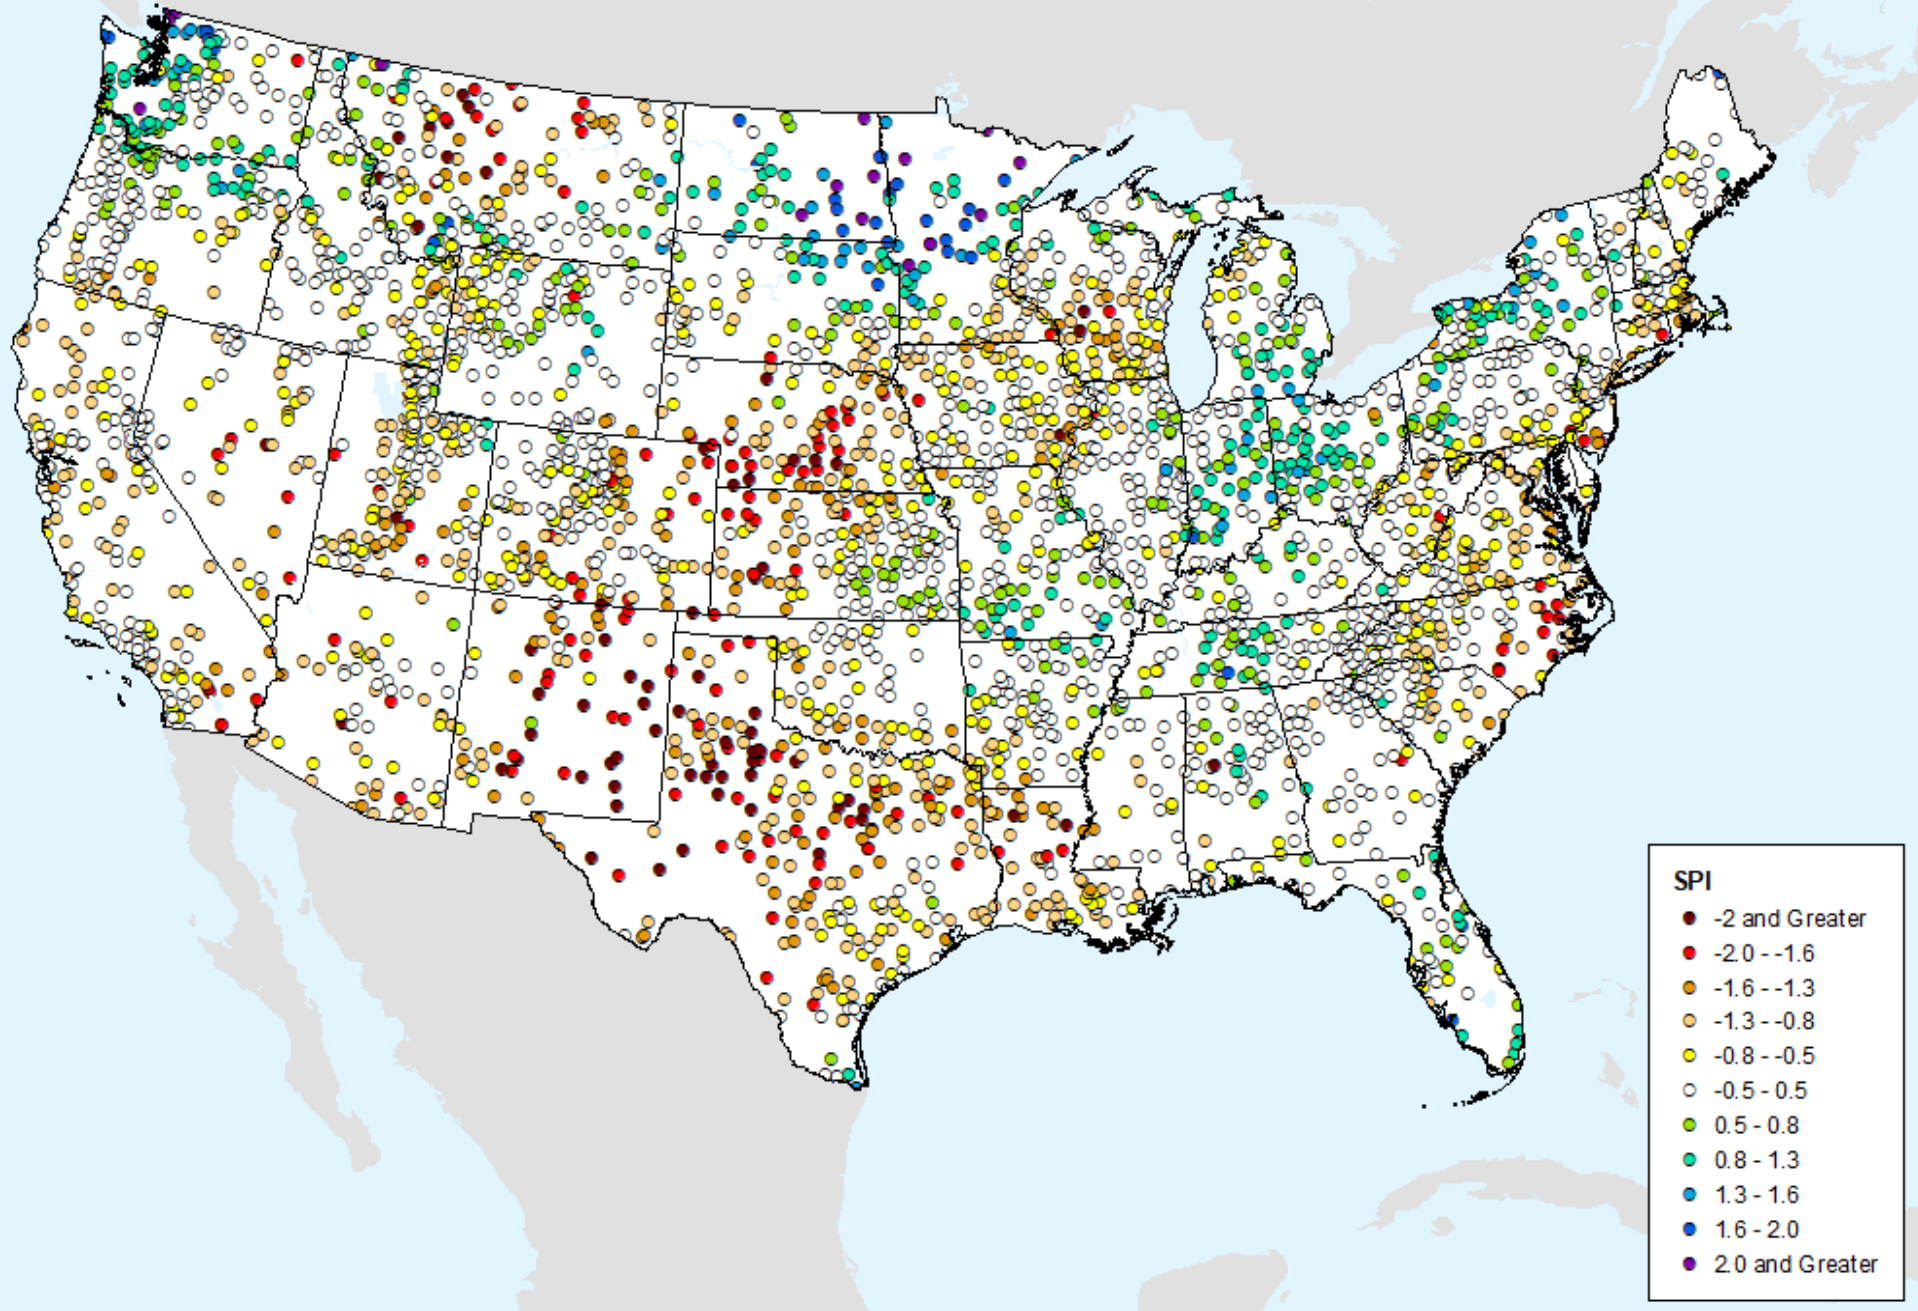 SPI
-2 and Greater
-2.0 - -1.6
-1.6 - -1.3
-1.3 - -0.8
-0.8 - -0.5
-0.5 - 0.5
0.5 - 0.8
0.8 - 1.3
1.3 - 1.6
1.6 - 2.0
2.0 and Greater